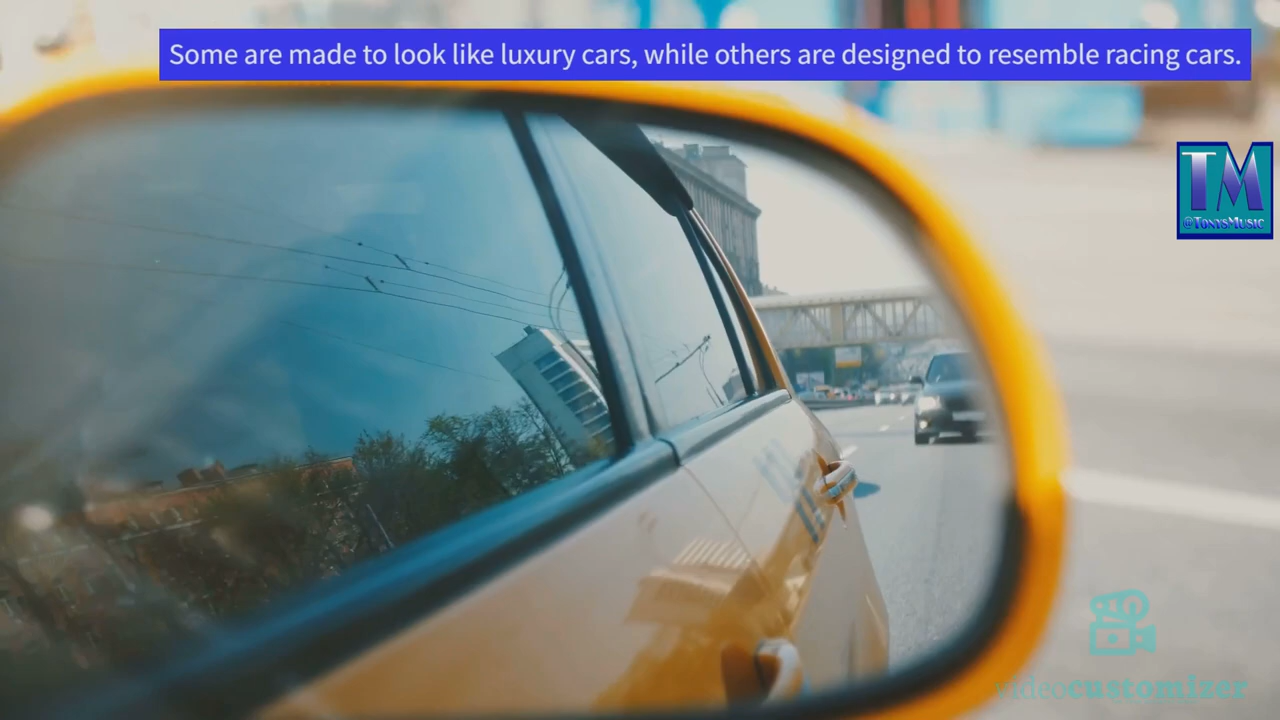 Some are made to look like luxury cars, while others are designed to resemble racing cars.
TM
@TonysMusic
videocustomizer